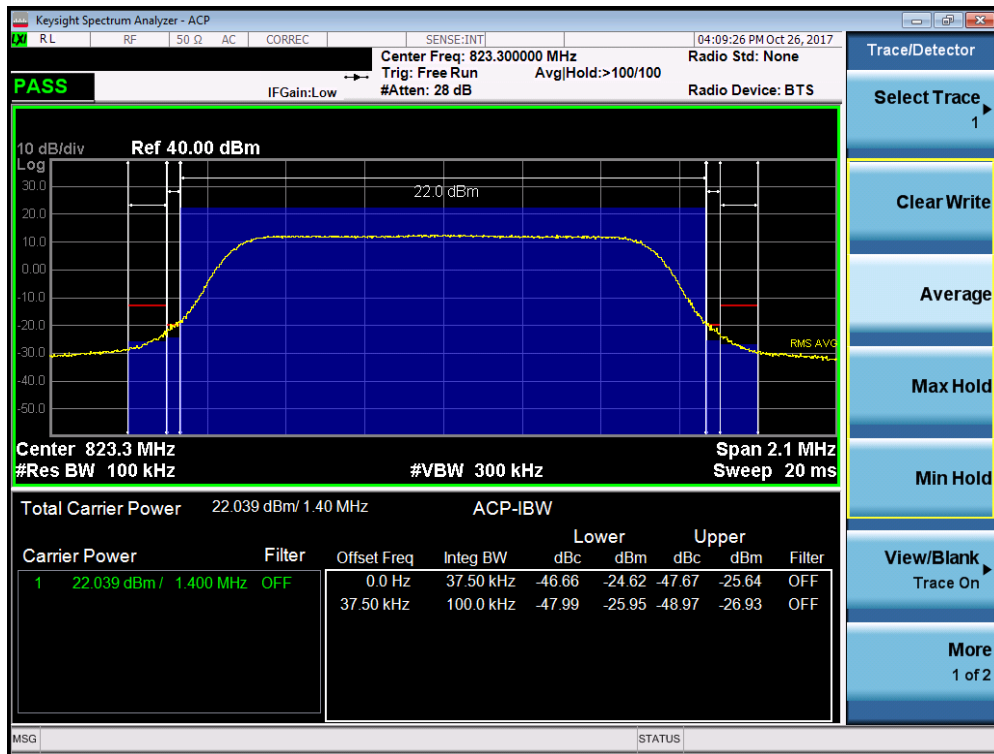 Keysight Spectrum Analyzer - ACP
LXI RL RF 50 Ω AC CORREC SENSE:INT 04:09:26 PM Oct 26, 2017
Center Freq: 823.300000 MHz Radio Std: None
Trig: Free Run Avg|Hold:>100/100
PASS IFGain:Low #Atten: 28 dB Radio Device: BTS
10 dB/div Ref 40.00 dBm
Log
30.0
22.0 dBm
20.0
10.0
0.00
-10.0
-20.0
-30.0
RMS AVG
-40.0
-50.0
Center 823.3 MHz Span 2.1 MHz
#Res BW 100 kHz #VBW 300 kHz Sweep 20 ms
Total Carrier Power 22.039 dBm/ 1.40 MHz ACP-IBW
Lower Upper
Carrier Power Filter Offset Freq Integ BW dBc dBm dBc dBm Filter
1 22.039 dBm / 1.400 MHz OFF 0.0 Hz 37.50 kHz -46.66 -24.62 -47.67 -25.64 OFF
37.50 kHz 100.0 kHz -47.99 -25.95 -48.97 -26.93 OFF
MSG STATUS
Trace/Detector
Select Trace
1
Clear Write
Average
Max Hold
Min Hold
View/Blank
Trace On
More
1 of 2